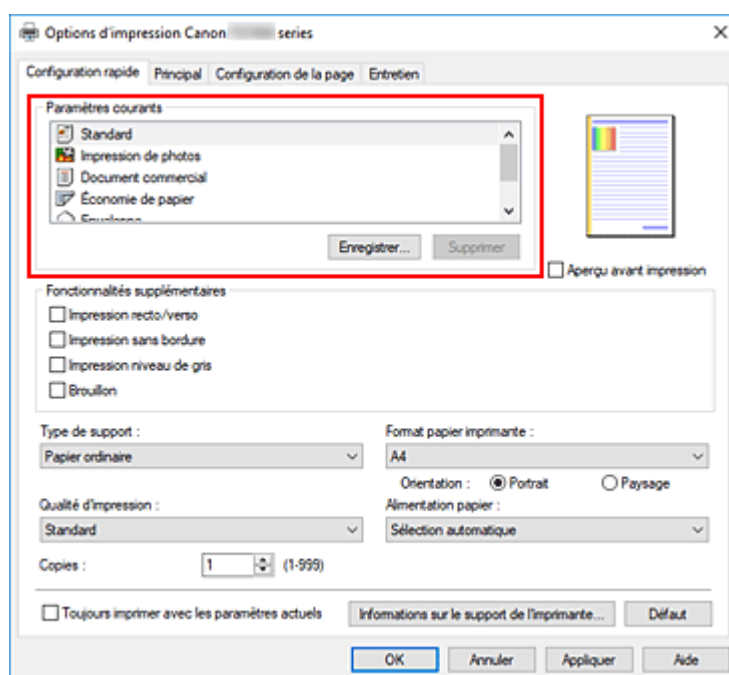 Options d'impression Canon series
Configuration rapide Principal Configuration de la page Entretien
Paramètres courants
Standard
Impression de photos
Document commercial
Économie de papier
Enregistrer... Supprimer
Aperçu avant impression
Fonctionnalités supplémentaires
Impression recto/verso
Impression sans bordure
Impression niveau de gris
Brouillon
Type de support : Format papier imprimante :
Papier ordinaire A4
Orientation : Portrait Paysage
Qualité d'impression : Alimentation papier :
Standard Sélection automatique
Copies : 1 (1-999)
Toujours imprimer avec les paramètres actuels Informations sur le support de l'imprimante... Défaut
OK Annuler Appliquer Aide